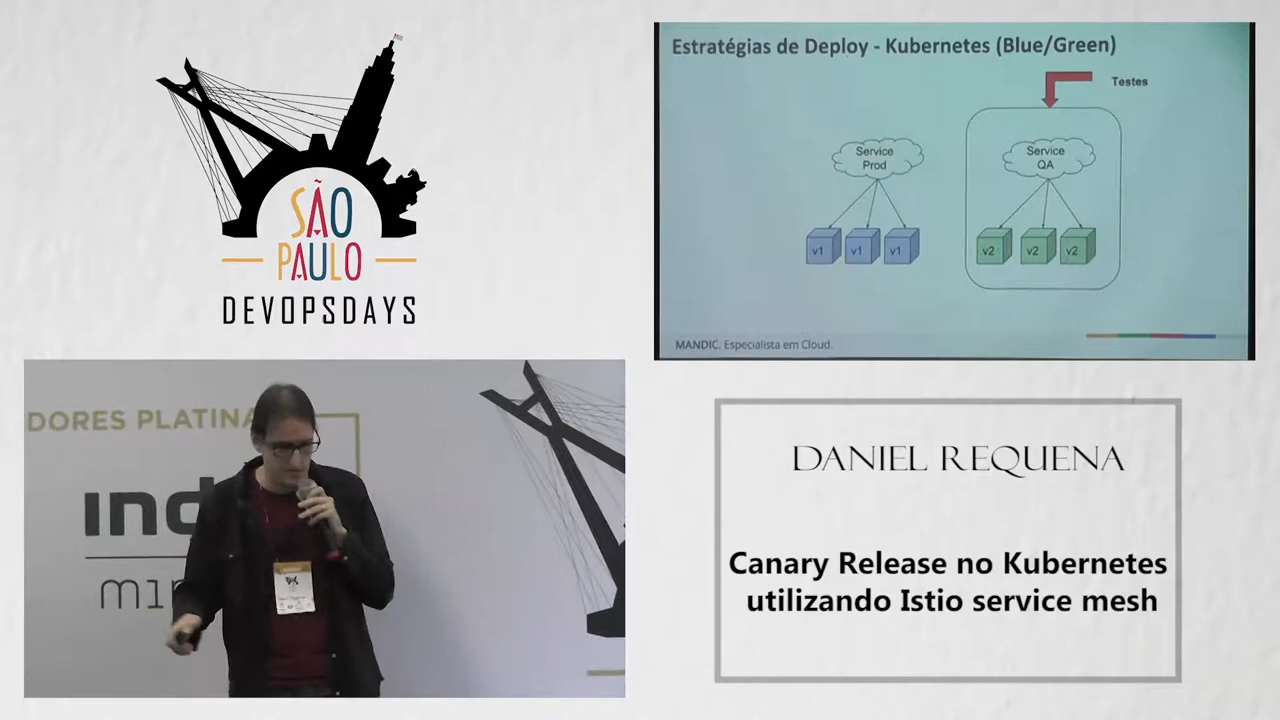 SÃO
PAULO
DEVOPSDAYS
Estratégias de Deploy - Kubernetes (Blue/Green)
Testes
Service
Prod
Service
QA
v1
v1
v1
v2
v2
v2
MANDIC. Especialista em Cloud.
DORES PLATINA
ind
DANIEL REQUENA
Canary Release no Kubernetes
utilizando Istio service mesh